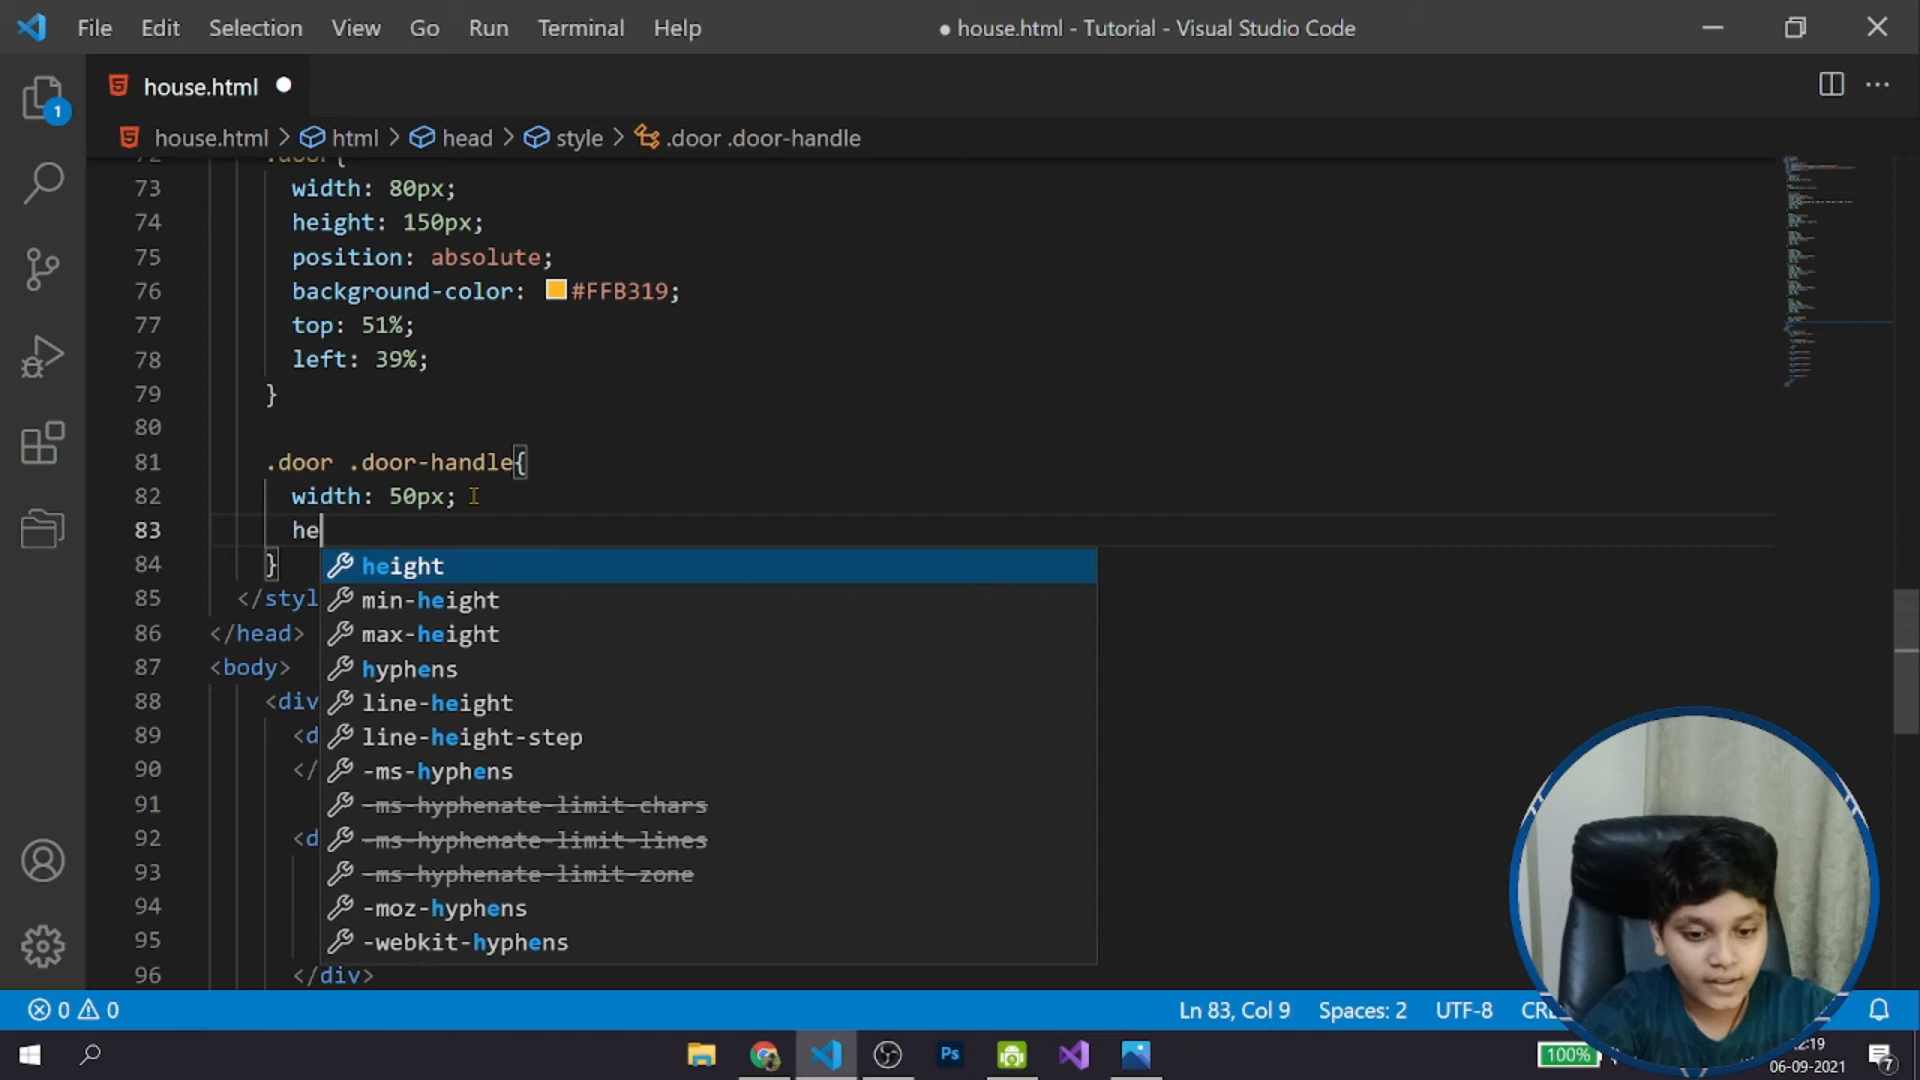 File Edit Selection View Go Run Terminal Help
● house.html - Tutorial - Visual Studio Code
house.html ●
house.html > html > head > style > .door .door-handle
1
72 .door{
73 width: 80px;
74 height: 150px;
75 position: absolute;
76 background-color: #FFB319;
77 top: 51%;
78 left: 39%;
79 }
80
81 .door .door-handle{
82 width: 50px;
83 he
84 }
height
85 </styl
min-height
86 </head>
max-height
87 <body>
hyphens
88 <div
line-height
89 <d
line-height-step
90 </
-ms-hyphens
91
-ms-hyphenate-limit-chars
92 <d
-ms-hyphenate-limit-lines
93
-ms-hyphenate-limit-zone
94
-moz-hyphens
95
-webkit-hyphens
96 </div>
0 0 Ln 83, Col 9 Spaces: 2 UTF-8
Ps
100%
06-09-2021
7